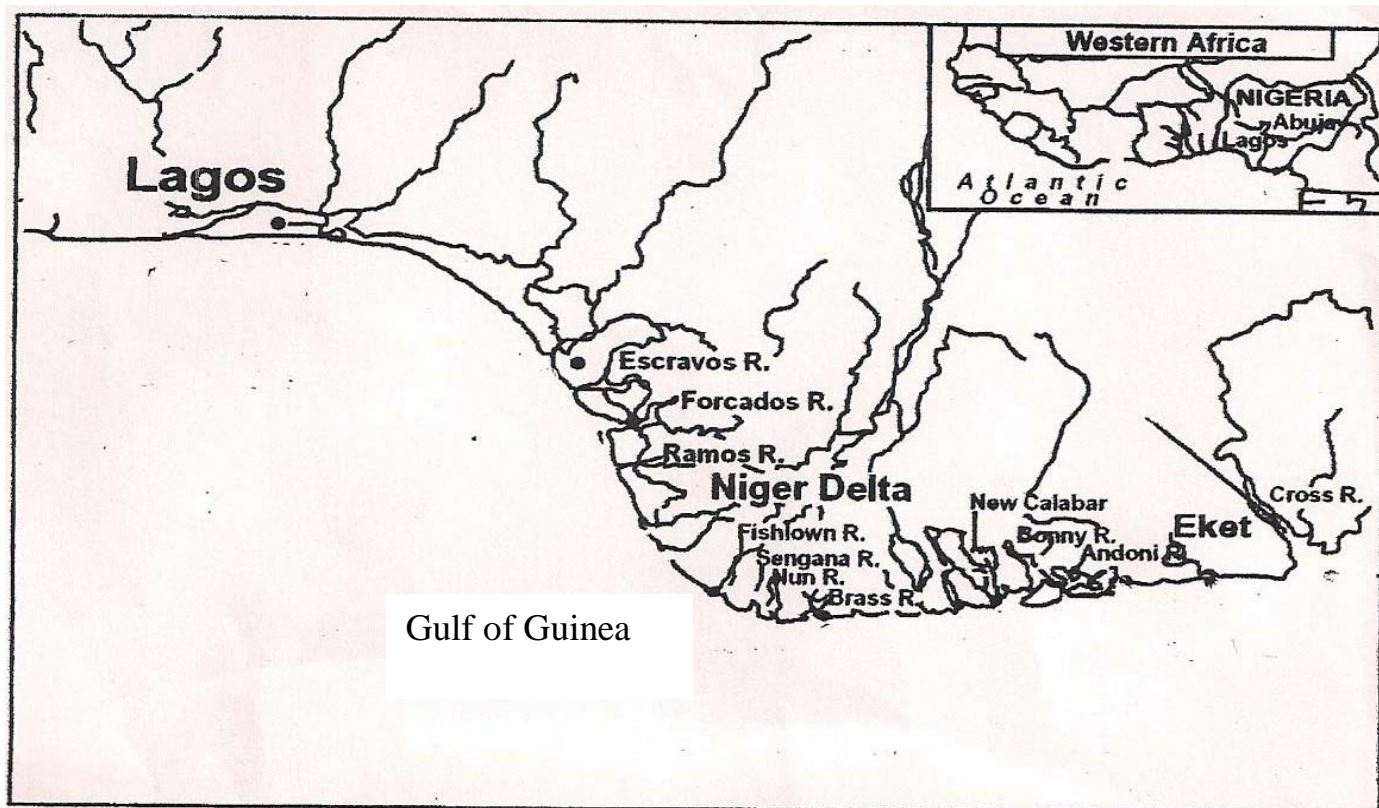 Western Africa
NIGERIA
Abuja
Lagos
Atlantic
Ocean
Lagos
Escravos R.
Forcados R.
Ramos R.
Niger Delta
New Calabar
Cross R.
Eket
Fishtown R.
Bonny R.
Andoni R.
Sengana R.
Nun R.
Brass R.
Gulf of Guinea